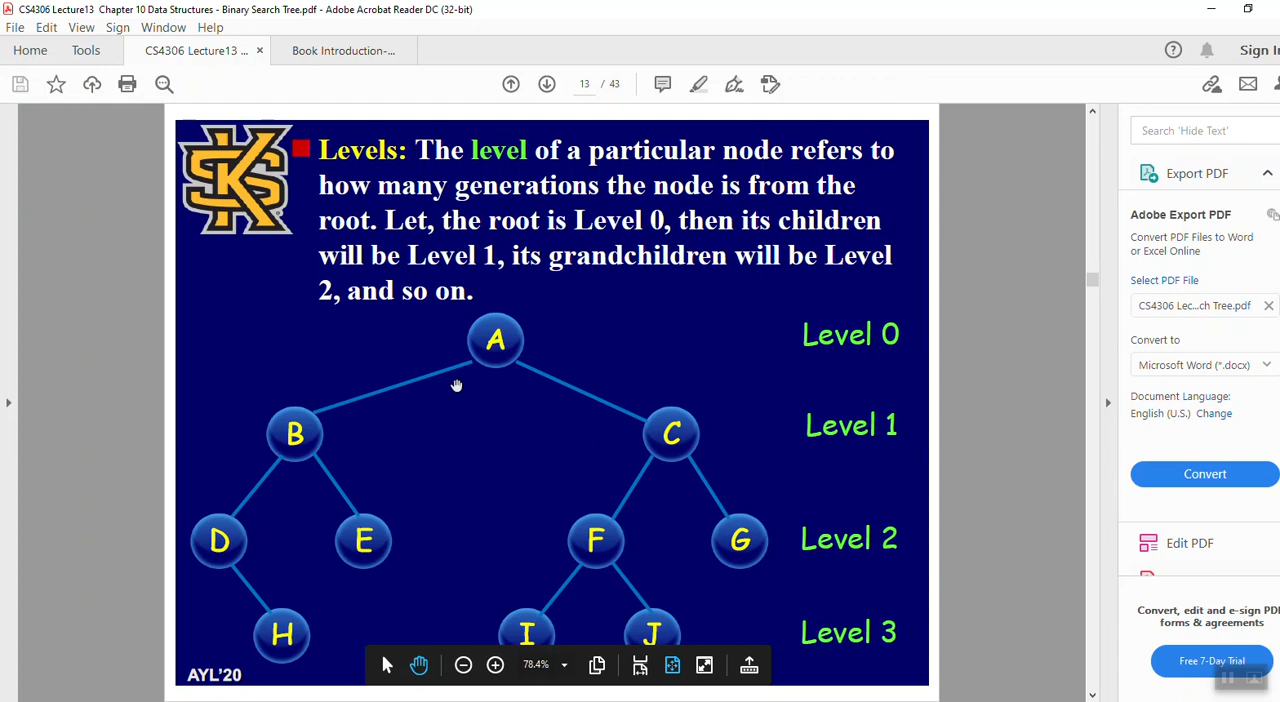 CS4306 Lecture13  Chapter 10 Data Structures - Binary Search Tree.pdf - Adobe Acrobat Reader DC (32-bit)
File Edit View Sign Window Help
Home Tools CS4306 Lecture13 ... × Book Introduction-... Sign In
13 / 43
Search 'Hide Text'
Export PDF
Adobe Export PDF
Convert PDF Files to Word
or Excel Online
Select PDF File
CS4306 Lec...ch Tree.pdf
Convert to
Microsoft Word (*.docx)
Document Language:
English (U.S.) Change
Convert
Edit PDF
Convert, edit and e-sign PDF
forms & agreements
Free 7-Day Trial
KS
Levels: The level of a particular node refers to
how many generations the node is from the
root. Let, the root is Level 0, then its children
will be Level 1, its grandchildren will be Level
2, and so on.
A Level 0
B C Level 1
D E F G Level 2
H I J Level 3
AYL'20
78.4%